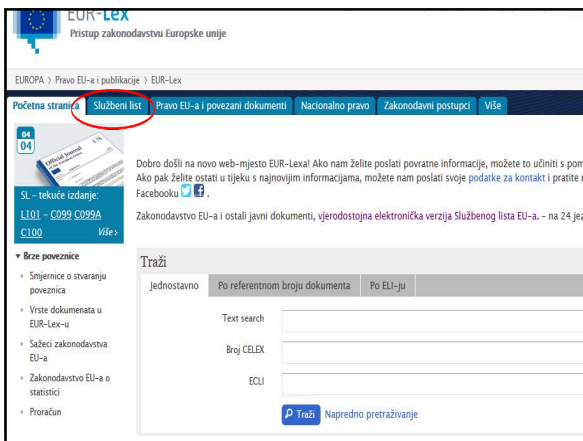 EUR-Lex
Pristup zakonodavstvu Europske unije
EUROPA > Pravo EU-a i publikacije > EUR-Lex
Početna stranica Službeni list Pravo EU-a i povezani dokumenti Nacionalno pravo Zakonodavni postupci Više
04
04
Official Journal
SL - tekuće izdanje:
L101 - C099 C099A
C100 Više>
Brze poveznice
Smjernice o stvaranju
poveznica
Vrste dokumenata u
EUR-Lex-u
Sažeci zakonodavstva
EU-a
Zakonodavstvo EU-a o
statistici
Proračun
Dobro došli na novo web-mjesto EUR-Lexa! Ako nam želite poslati povratne informacije, možete to učiniti s pom
Ako pak želite ostati u tijeku s najnovijim informacijama, možete nam poslati svoje podatke za kontakt i pratite
Facebooku .
Zakonodavstvo EU-a i ostali javni dokumenti, vjerodostojna elektronička verzija Službenog lista EU-a. - na 24 jez
Traži
Jednostavno Po referentnom broju dokumenta Po ELI-ju
Text search
Broj CELEX
ECLI
Traži Napredno pretraživanje